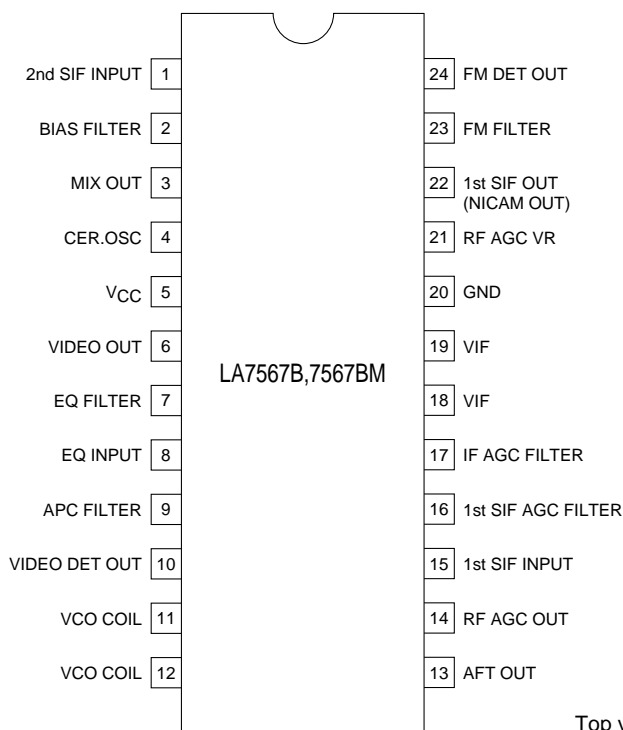 2nd SIF INPUT 1
BIAS FILTER 2
MIX OUT 3
CER.OSC 4
VCC 5
VIDEO OUT 6
EQ FILTER 7
EQ INPUT 8
APC FILTER 9
VIDEO DET OUT 10
VCO COIL 11
VCO COIL 12
LA7567B,7567BM
24 FM DET OUT
23 FM FILTER
22 1st SIF OUT
(NICAM OUT)
21 RF AGC VR
20 GND
19 VIF
18 VIF
17 IF AGC FILTER
16 1st SIF AGC FILTER
15 1st SIF INPUT
14 RF AGC OUT
13 AFT OUT
Top